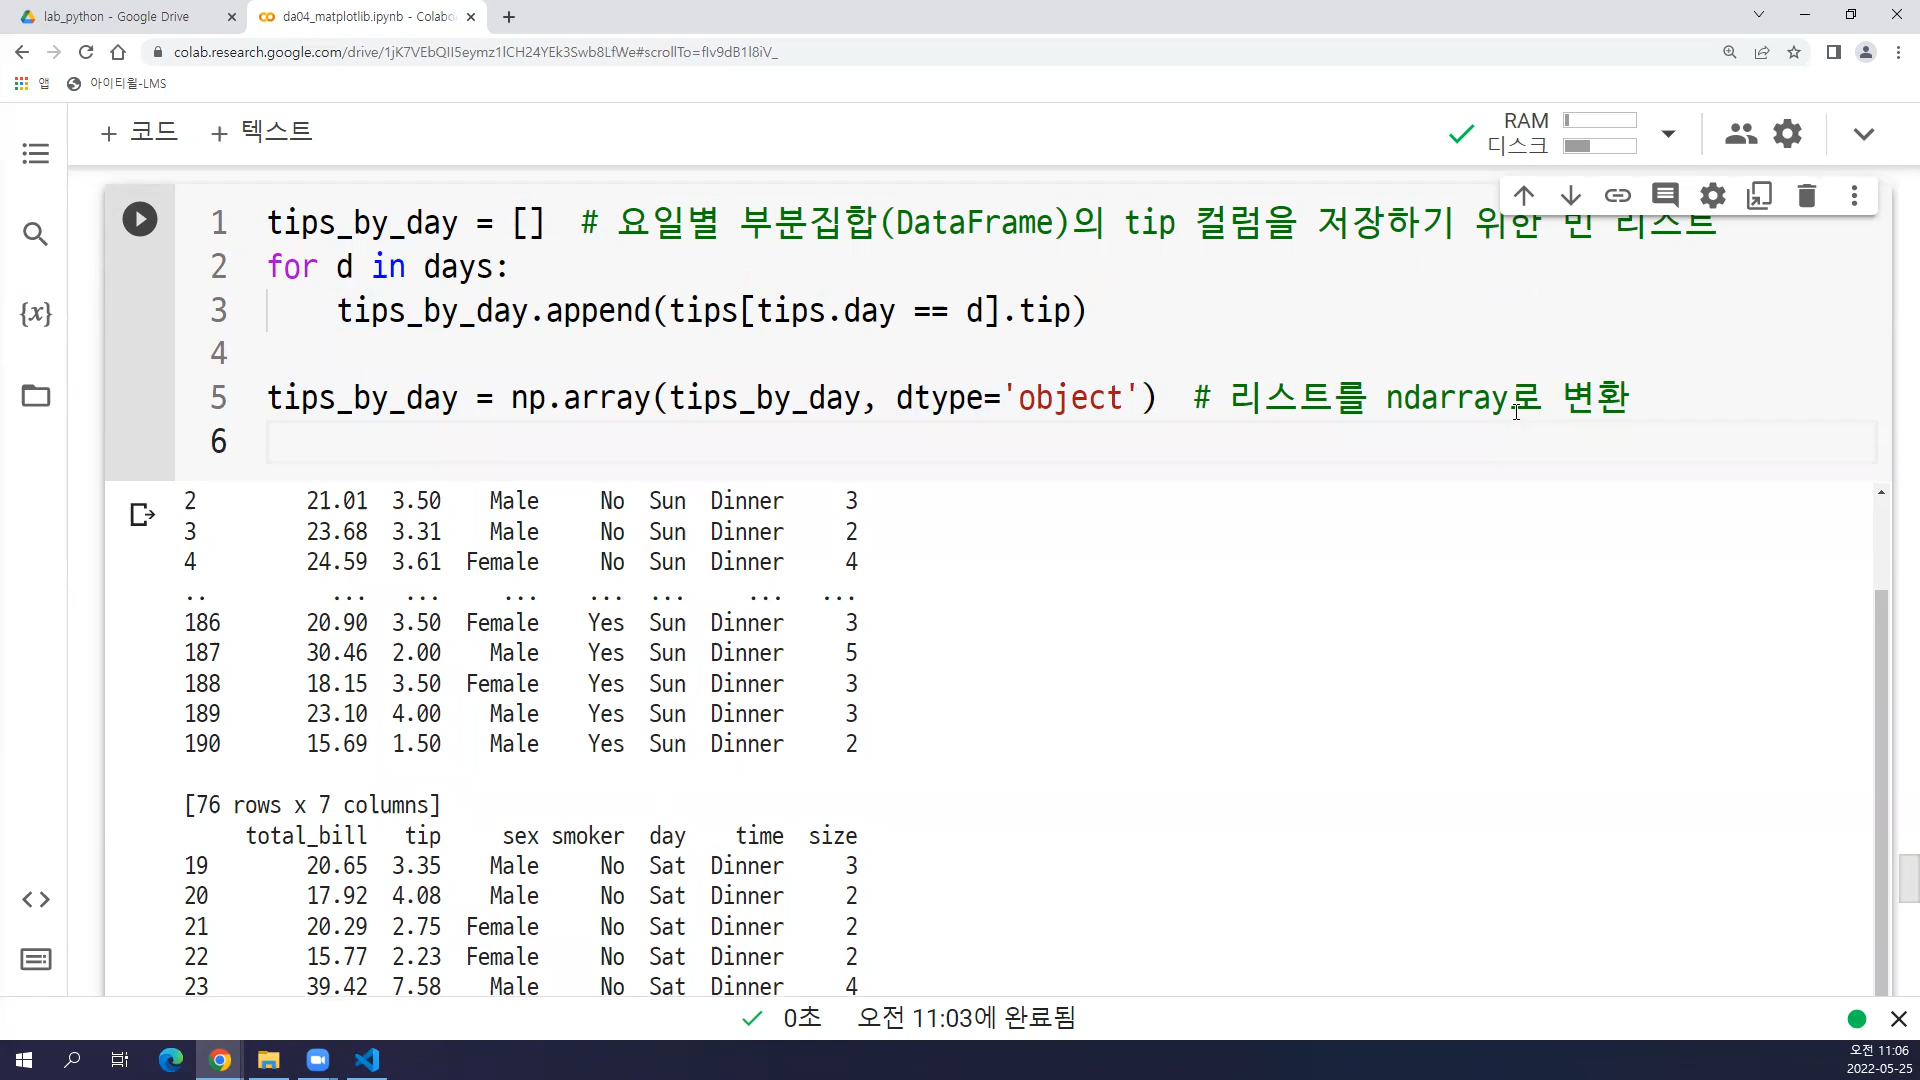 lab_python - Google Drive
da04_matplotlib.ipynb - Colabo
colab.research.google.com/drive/1jK7VEbQII5eymz1lCH24YEk3Swb8LfWe#scrollTo=flv9dB1l8iV_
앱
아이티윌-LMS
+ 코드 + 텍스트
RAM
디스크
1 tips_by_day = [] # 요일별 부분집합(DataFrame)의 tip 컬럼을 저장하기 위한 빈 리스트
2 for d in days:
3 tips_by_day.append(tips[tips.day == d].tip)
4
5 tips_by_day = np.array(tips_by_day, dtype='object') # 리스트를 ndarray로 변환
6
2 21.01 3.50 Male No Sun Dinner 3
3 23.68 3.31 Male No Sun Dinner 2
4 24.59 3.61 Female No Sun Dinner 4
.. ... ... ... ... ... ... ...
186 20.90 3.50 Female Yes Sun Dinner 3
187 30.46 2.00 Male Yes Sun Dinner 5
188 18.15 3.50 Female Yes Sun Dinner 3
189 23.10 4.00 Male Yes Sun Dinner 3
190 15.69 1.50 Male Yes Sun Dinner 2
[76 rows x 7 columns]
total_bill tip sex smoker day time size
19 20.65 3.35 Male No Sat Dinner 3
20 17.92 4.08 Male No Sat Dinner 2
21 20.29 2.75 Female No Sat Dinner 2
22 15.77 2.23 Female No Sat Dinner 2
23 39.42 7.58 Male No Sat Dinner 4
0초 오전 11:03에 완료됨
오전 11:06
2022-05-25